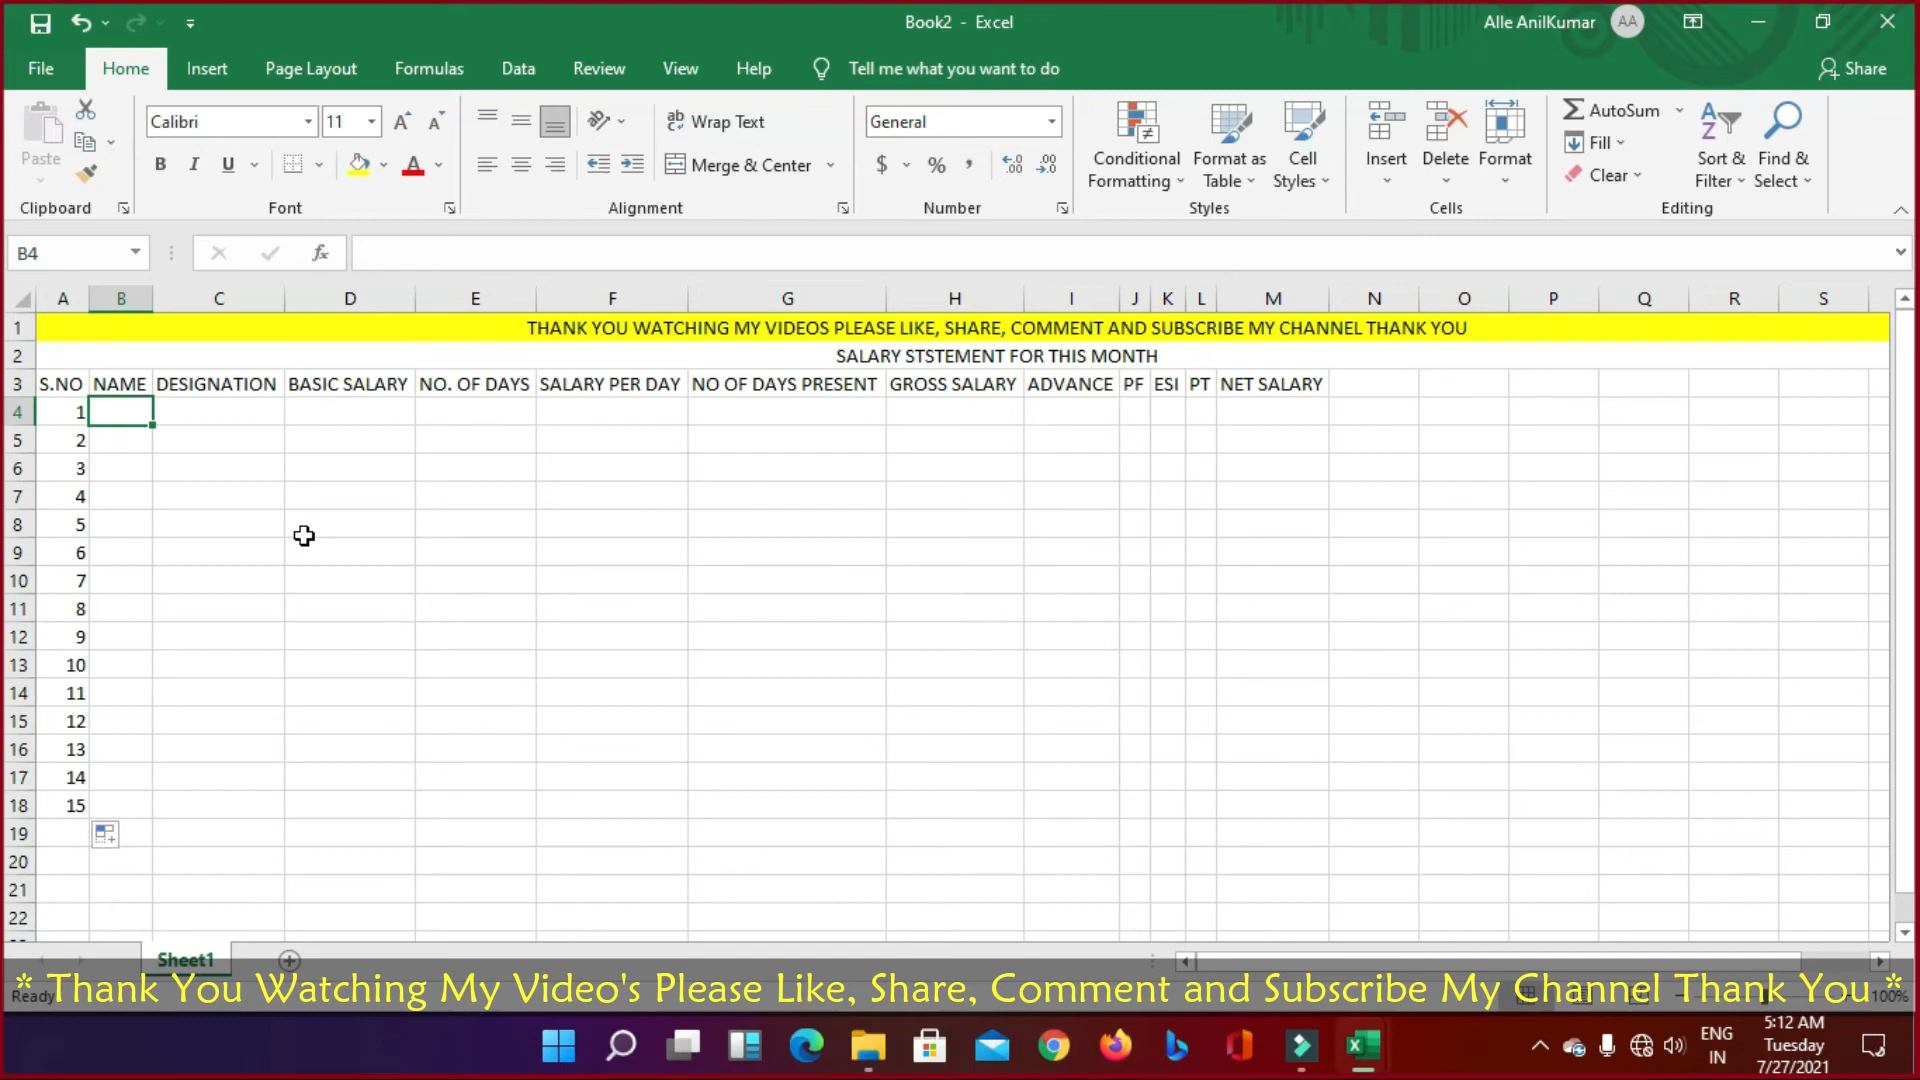 Book2 - Excel
Alle AnilKumar AA
File Home Insert Page Layout Formulas Data Review View Help Tell me what you want to do Share
Paste Calibri 11 Wrap Text General Conditional Formatting Format as Table Cell Styles Insert Delete Format AutoSum Fill Clear Sort & Filter Find & Select
B I U Merge & Center $ %
Clipboard Font Alignment Number Styles Cells Editing
B4 fx
A B C D E F G H I J K L M N O P Q R S
1 THANK YOU WATCHING MY VIDEOS PLEASE LIKE, SHARE, COMMENT AND SUBSCRIBE MY CHANNEL THANK YOU
2 SALARY STSTEMENT FOR THIS MONTH
3 S.NO NAME DESIGNATION BASIC SALARY NO. OF DAYS SALARY PER DAY NO OF DAYS PRESENT GROSS SALARY ADVANCE PF ESI PT NET SALARY
4 1
5 2
6 3
7 4
8 5
9 6
10 7
11 8
12 9
13 10
14 11
15 12
16 13
17 14
18 15
19
20
21
22
Sheet1
* Thank You Watching My Video's Please Like, Share, Comment and Subscribe My Channel Thank You *
Ready 100%
ENG IN
5:12 AM
Tuesday
7/27/2021